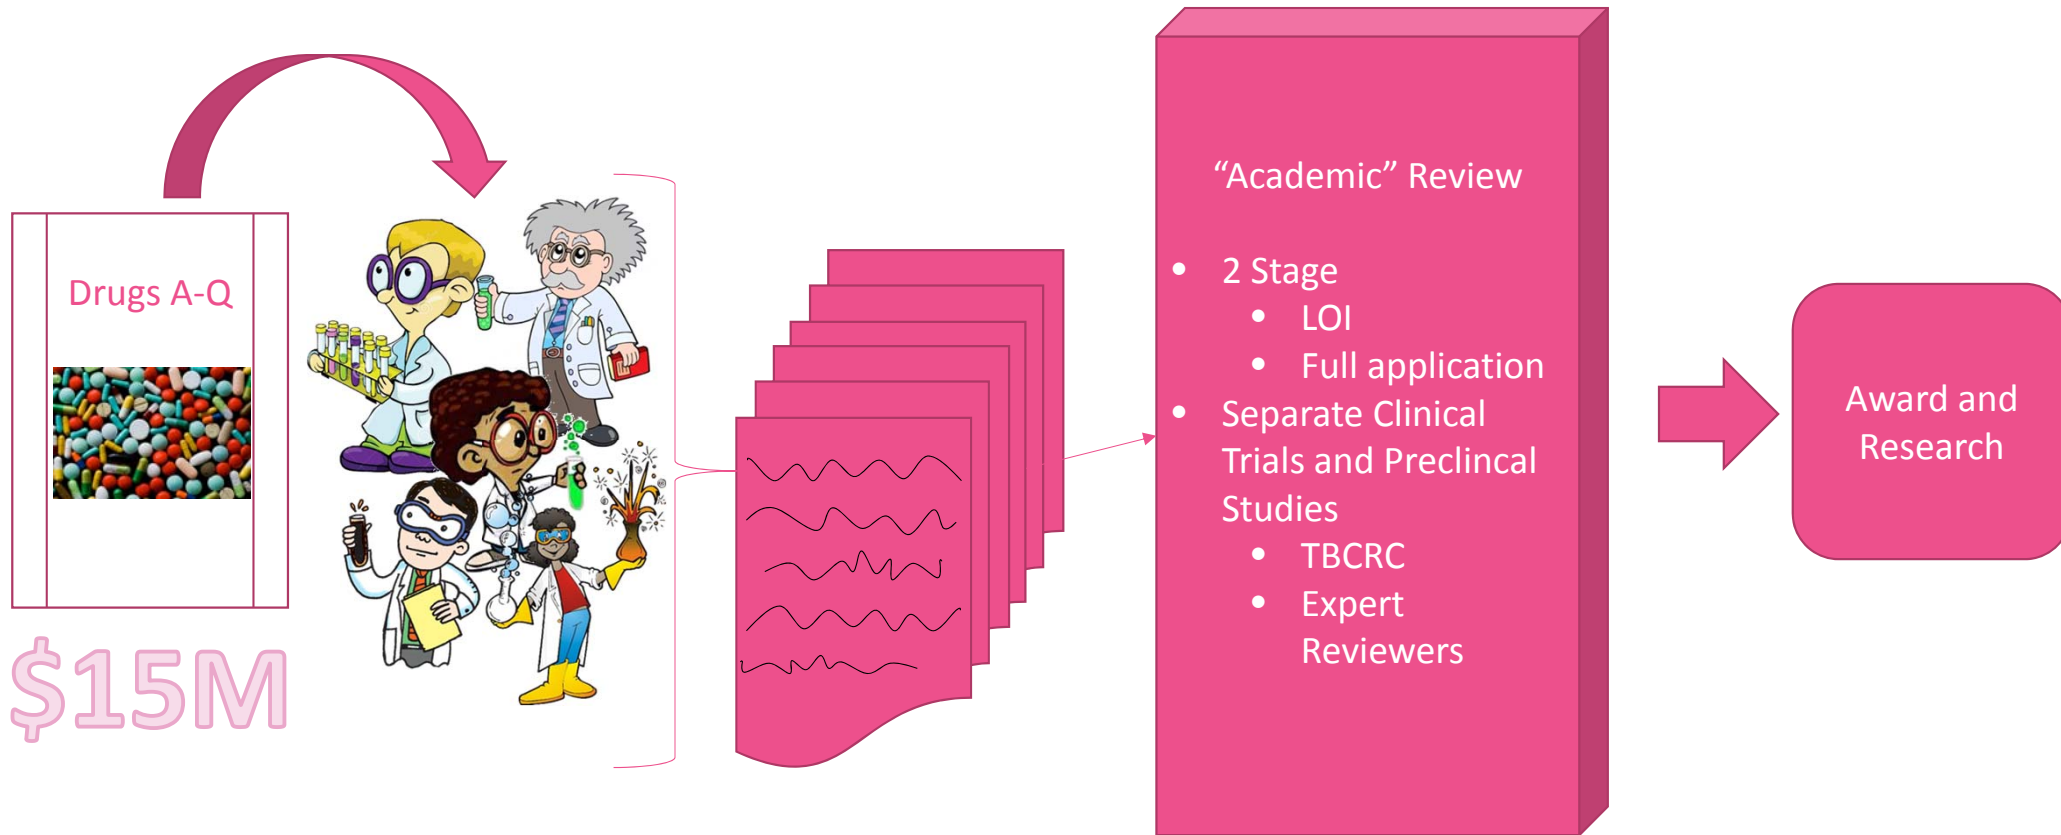 Drugs A-Q
$15M
“Academic” Review
• 2 Stage
• LOI
• Full application
• Separate Clinical
Trials and Preclincal
Studies
• TBCRC
• Expert
Reviewers
Award and
Research